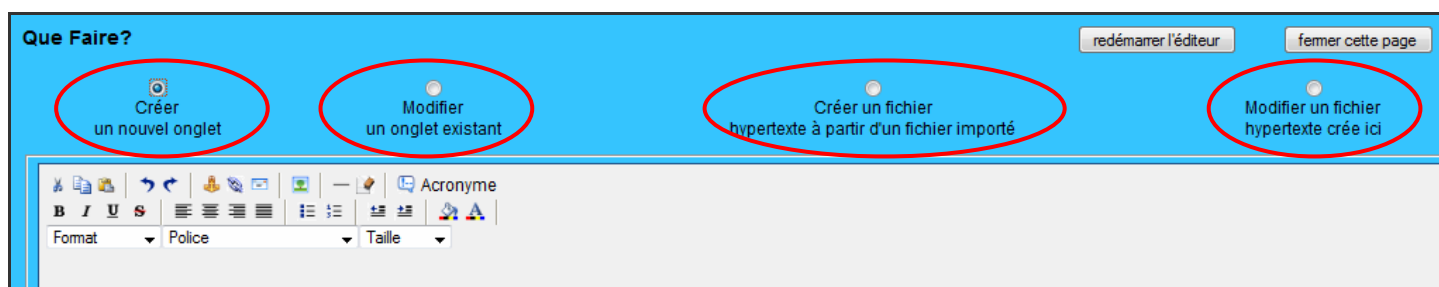 Que Faire?
redémarrer l'éditeur
fermer cette page
Créer
un nouvel onglet
Modifier
un onglet existant
Créer un fichier
hypertexte à partir d'un fichier importé
Modifier un fichier
hypertexte crée ici
Acronyme
B I U S
Format Police Taille